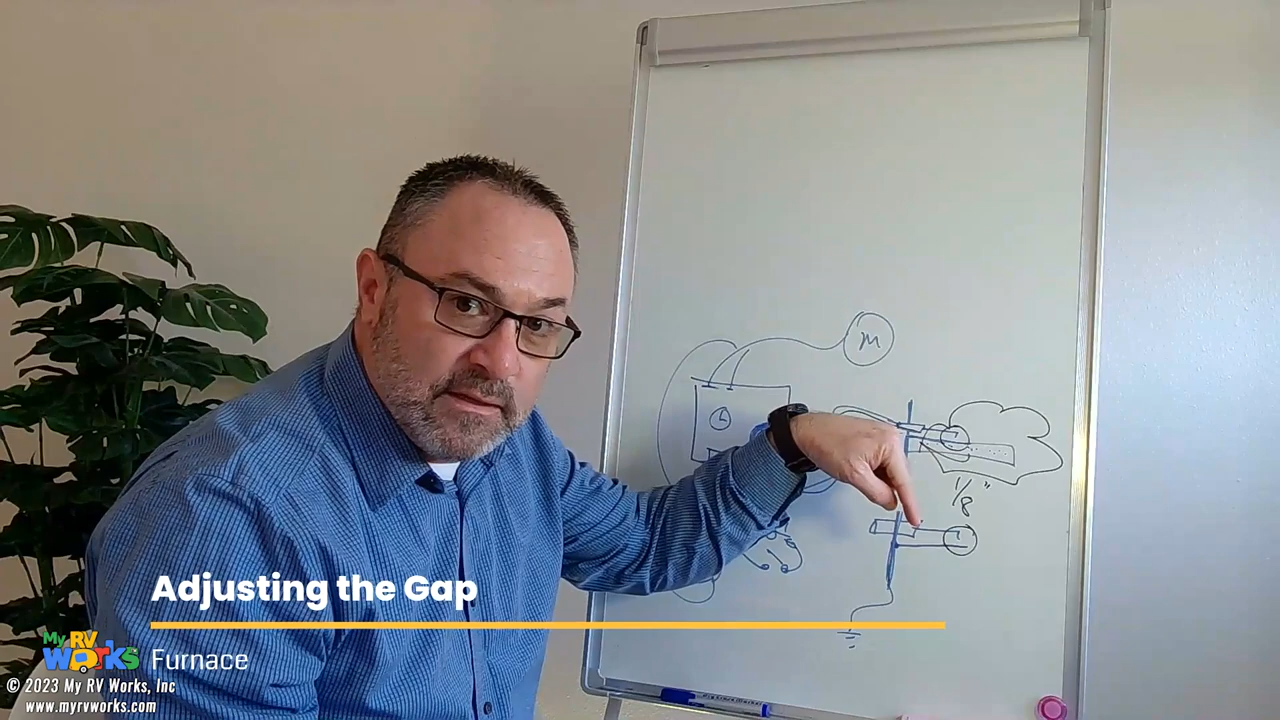 M
1/8"
Adjusting the Gap
My RV
Works
Furnace
© 2023 My RV Works, Inc
www.myrvworks.com